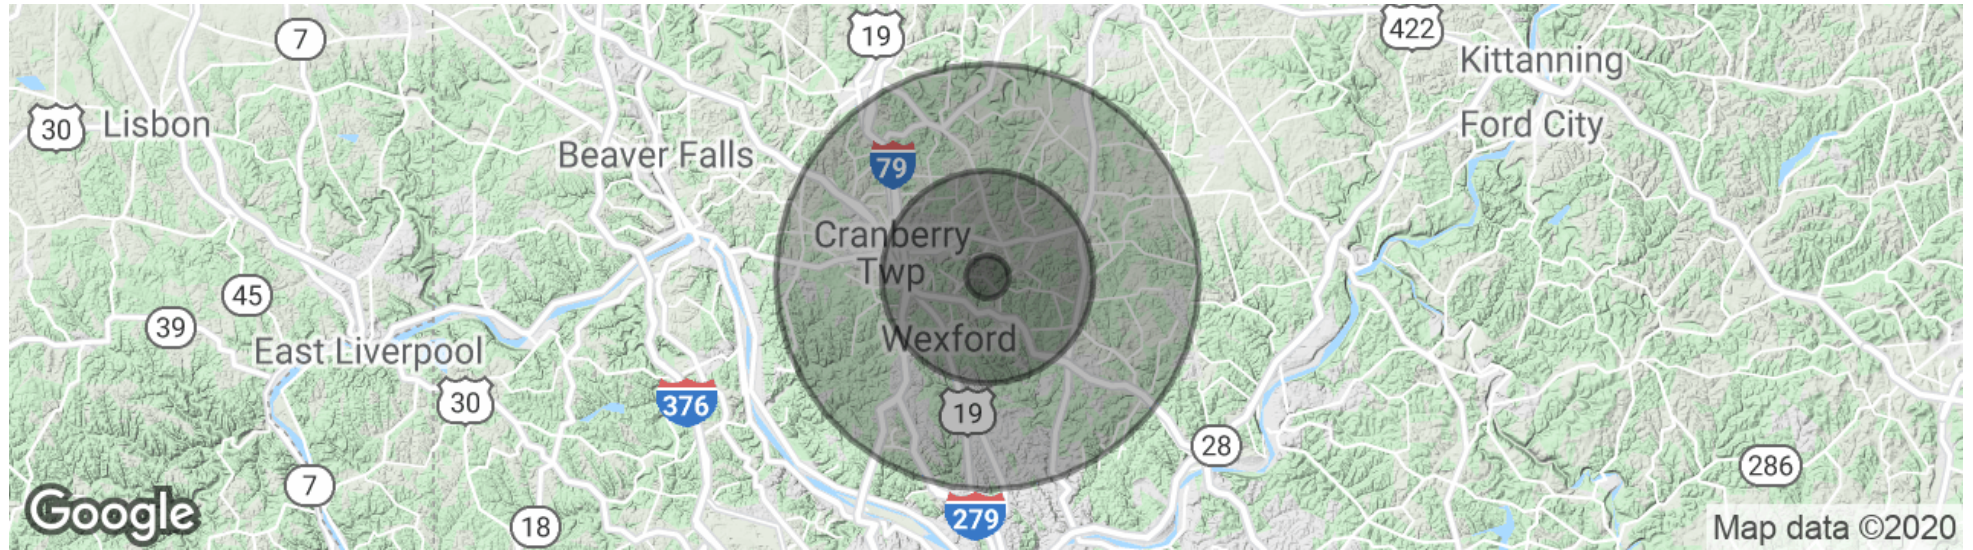 7
19
422
Kittanning
30
Lisbon
Ford City
Beaver Falls
79
Cranberry
Twp
45
39
East Liverpool
Wexford
30
376
19
28
286
7
Google
18
279
Map data ©2020